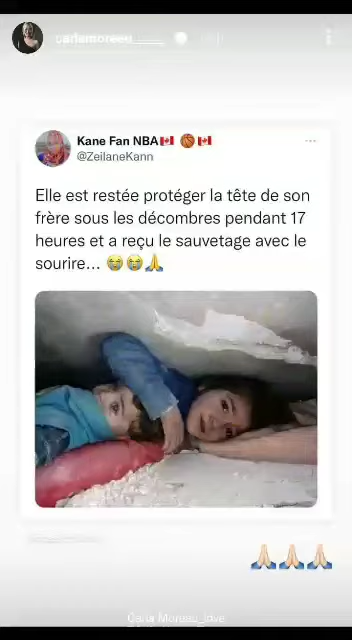 Kane Fan NBA🇨🇦 🏀🇨🇦
@ZeilaneKann
Elle est restée protéger la tête de son
frère sous les décombres pendant 17
heures et a reçu le sauvetage avec le
sourire... 😭😭🙏
🙏🏻🙏🏻🙏🏻
Carla Moreau_love